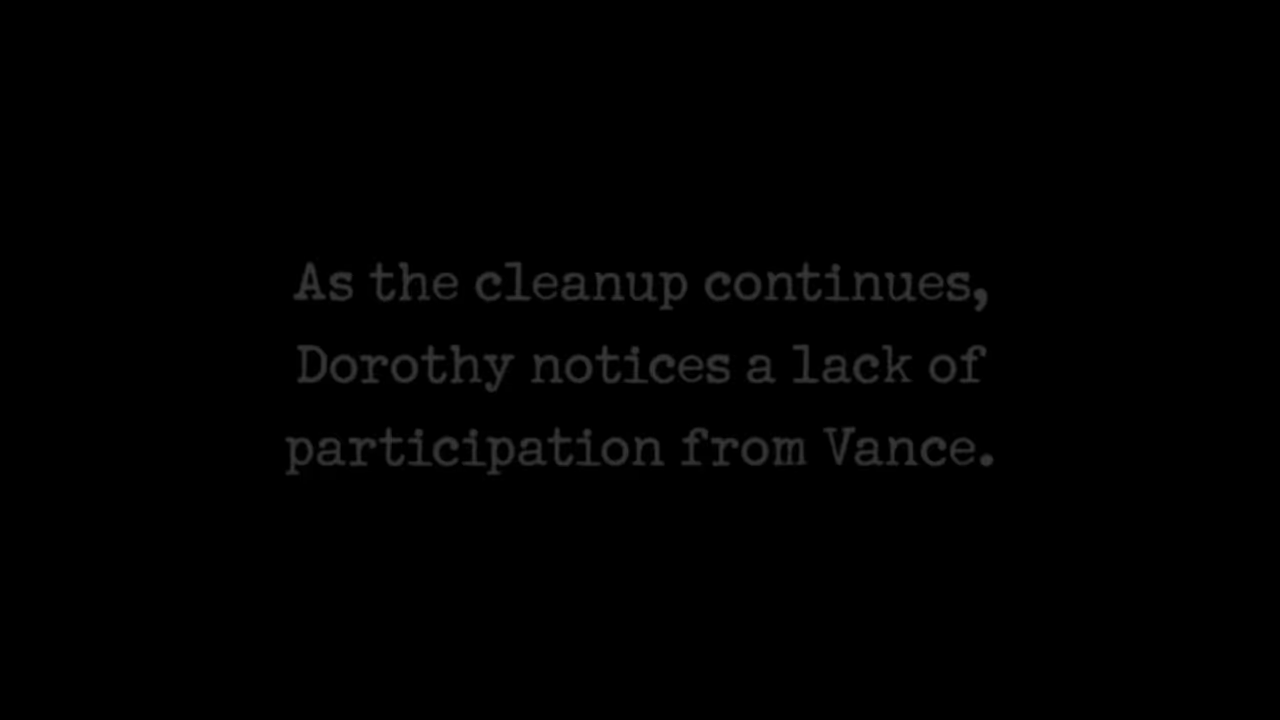 As the cleanup continues,
Dorothy notices a lack of
participation from Vance.